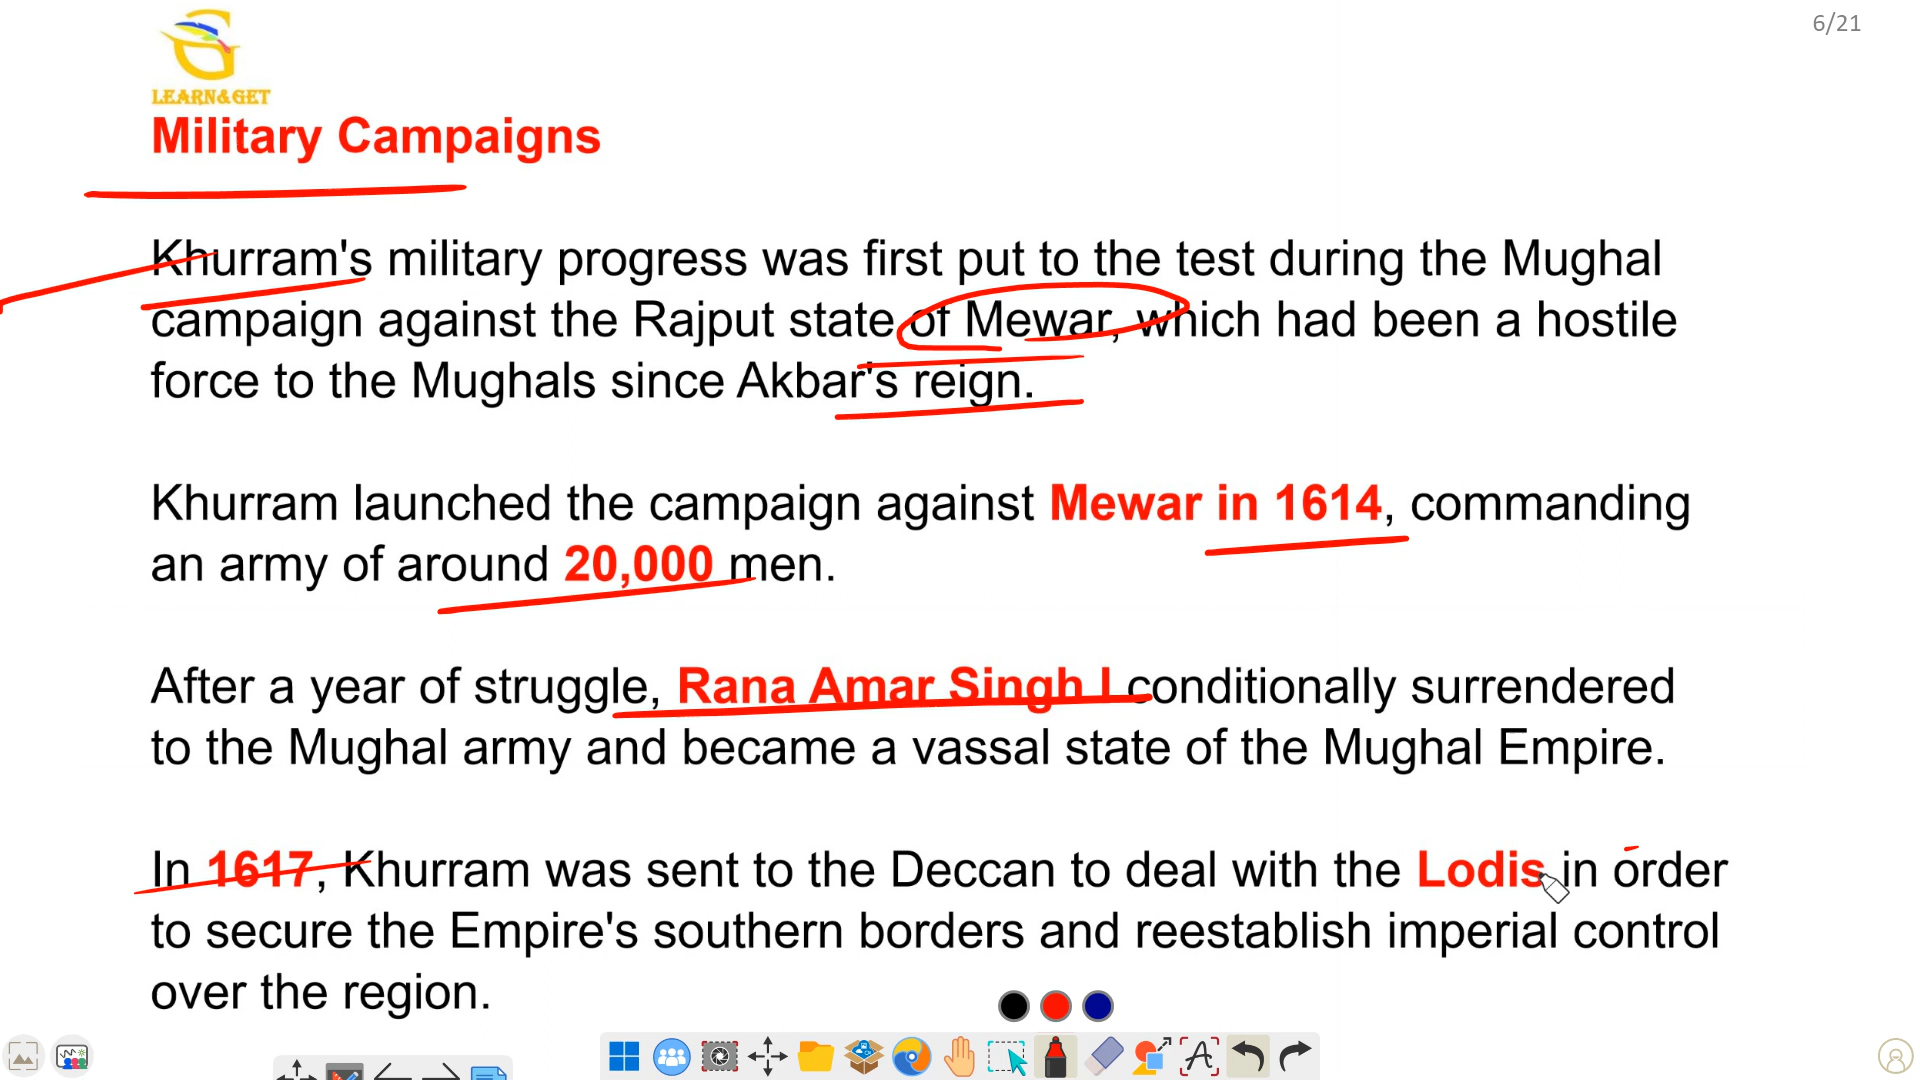 6/21
LEARN&GET
Military Campaigns
Khurram's military progress was first put to the test during the Mughal
campaign against the Rajput state of Mewar, which had been a hostile
force to the Mughals since Akbar's reign.
Khurram launched the campaign against Mewar in 1614, commanding
an army of around 20,000 men.
After a year of struggle, Rana Amar Singh I conditionally surrendered
to the Mughal army and became a vassal state of the Mughal Empire.
In 1617, Khurram was sent to the Deccan to deal with the Lodis in order
to secure the Empire's southern borders and reestablish imperial control
over the region.